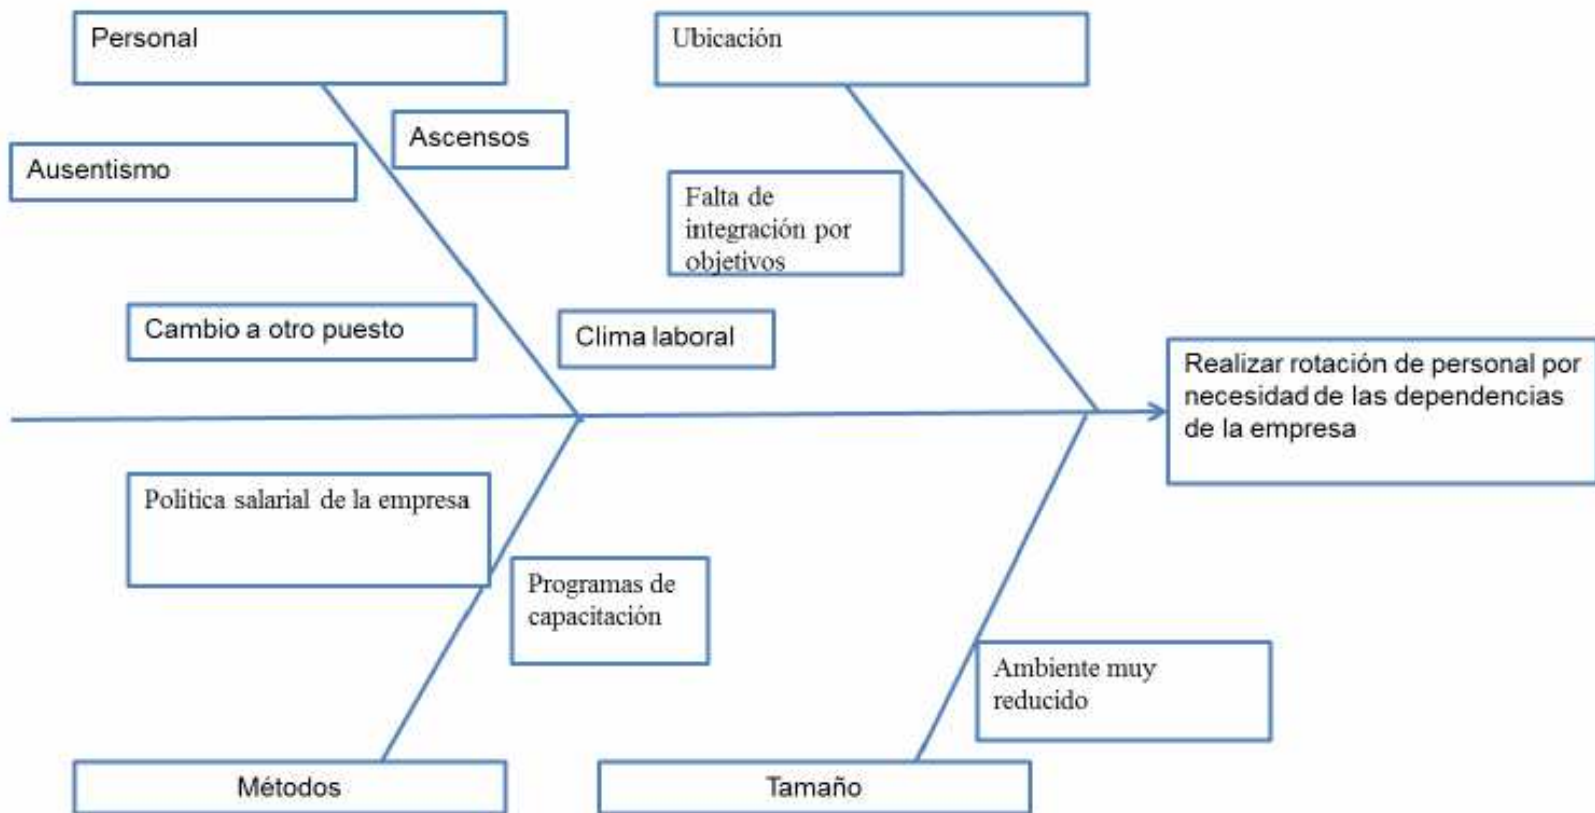 Personal
Ubicación
Ascensos
Ausentismo
Falta de
integración por
objetivos
Cambio a otro puesto
Clima laboral
Realizar rotación de personal por
necesidad de las dependencias
de la empresa
Politica salarial de la empresa
Programas de
capacitación
Ambiente muy
reducido
Métodos
Tamaño